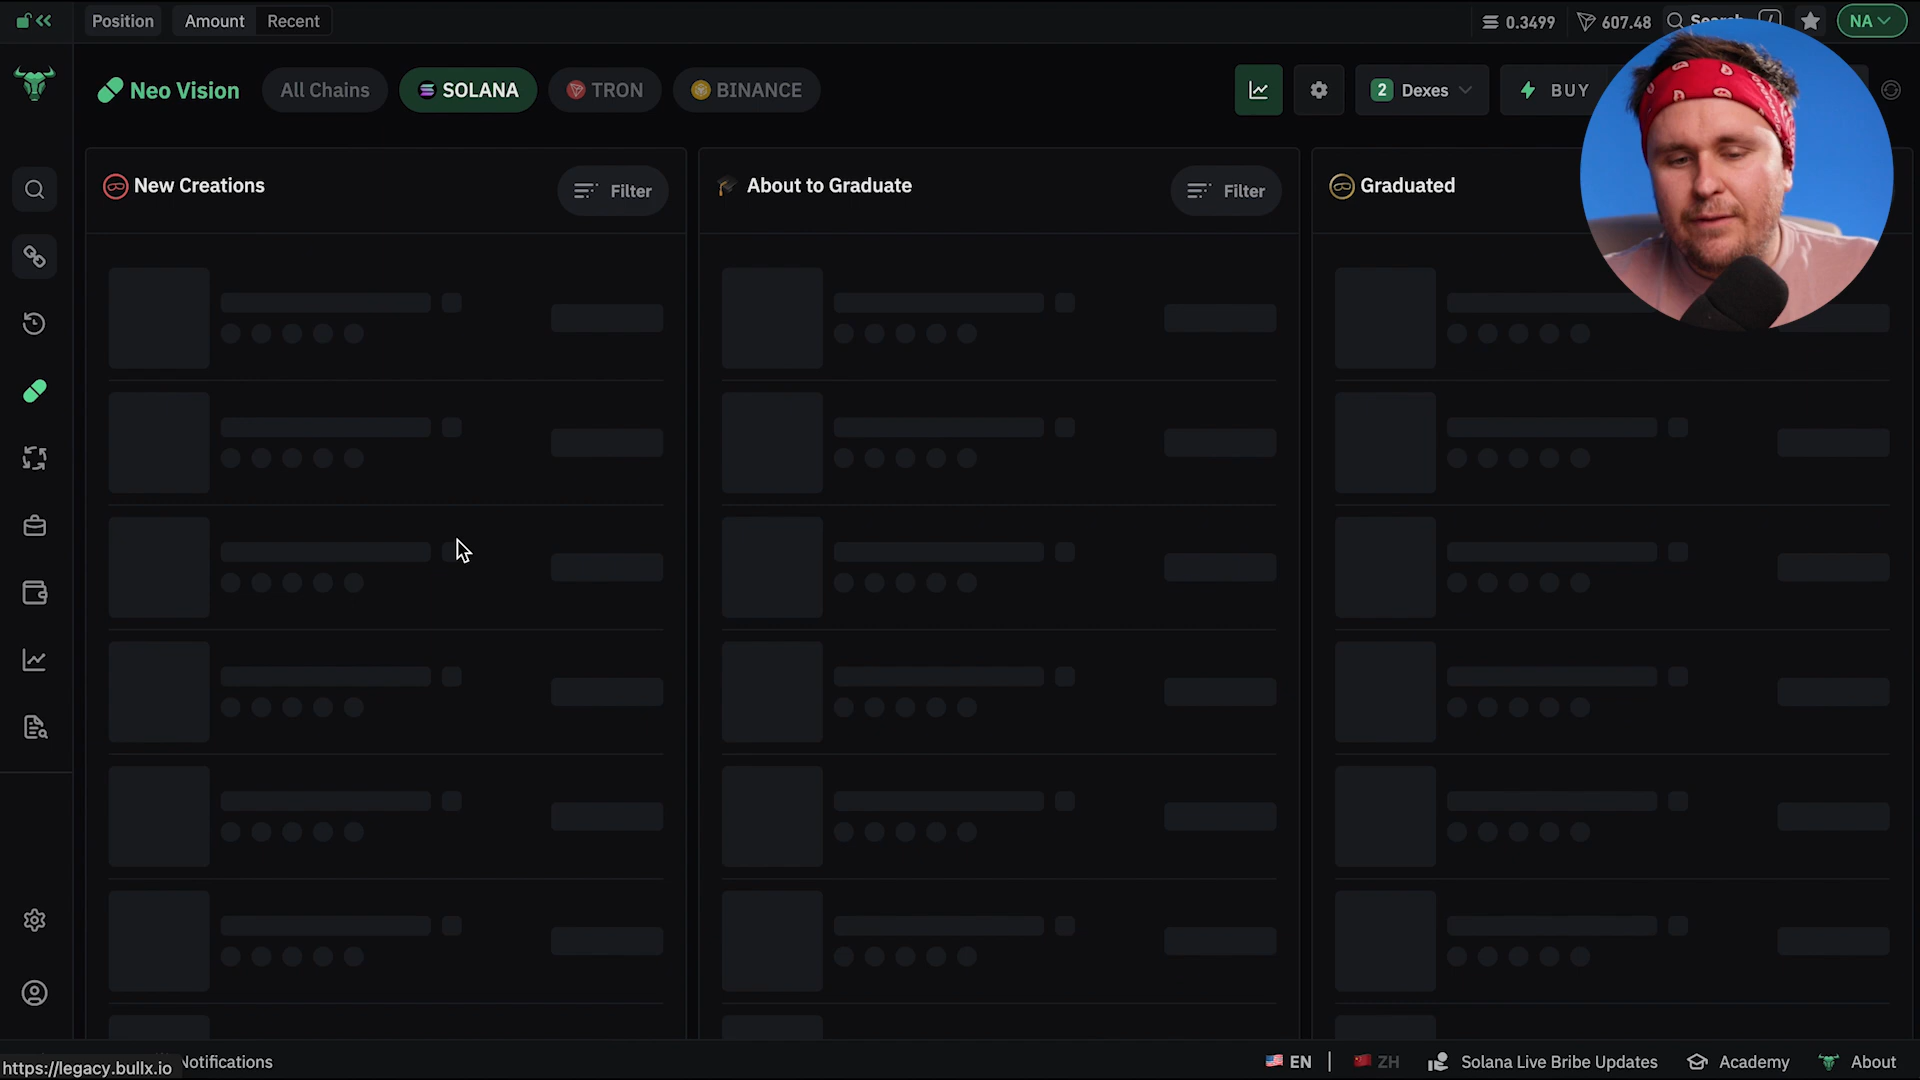 Position
Amount
Recent
0.3499
607.48
Search
/
NA
Neo Vision
All Chains
SOLANA
TRON
BINANCE
2 Dexes
BUY
New Creations
Filter
About to Graduate
Filter
Graduated
https://legacy.bullx.io
Notifications
EN
ZH
Solana Live Bribe Updates
Academy
About